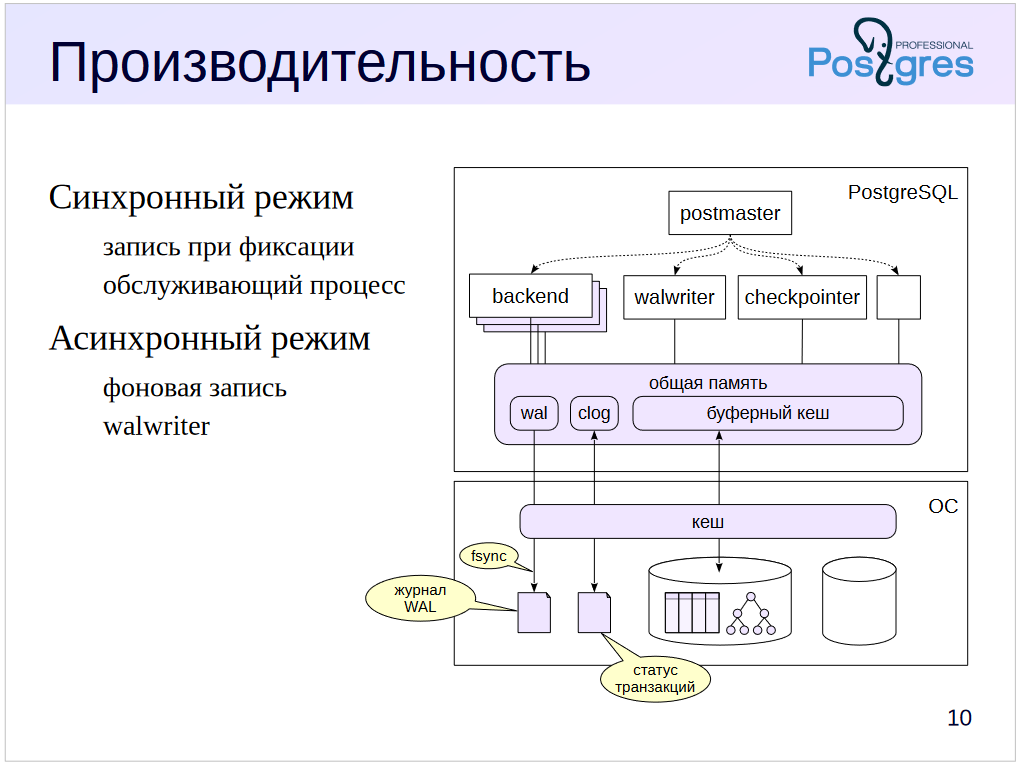 Производительность
PROFESSIONAL
Postgres
Синхронный режим
запись при фиксации
обслуживающий процесс
Асинхронный режим
фоновая запись
walwriter
PostgreSQL
postmaster
backend
walwriter
checkpointer
общая память
wal
clog
буферный кеш
ОС
кеш
fsync
журнал
WAL
статус
транзакций
10